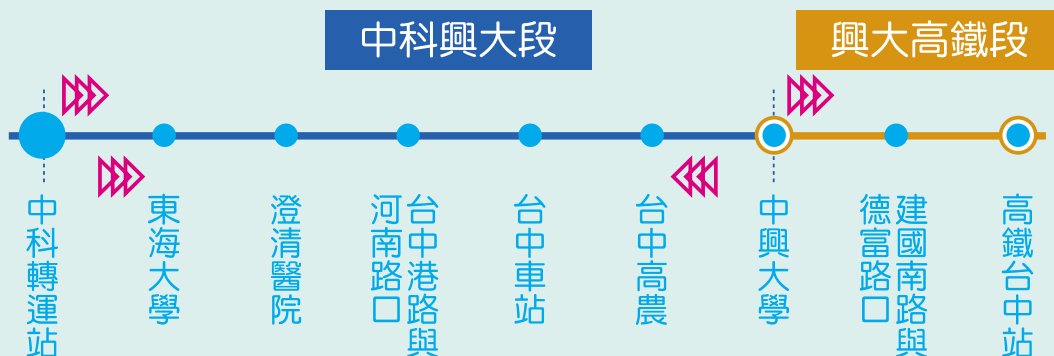 中科興大段
興大高鐵段
中科轉運站
東海大學
澄清醫院
台中港路與
河南路口
台中車站
台中高農
中興大學
建國南路與
德富路口
高鐵台中站